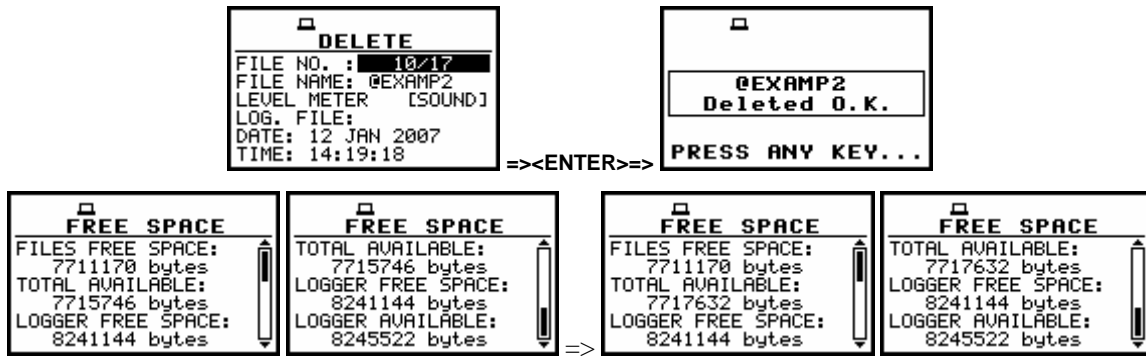 DELETE
FILE NO. : 10/17
FILE NAME: @EXAMP2
LEVEL METER [SOUND]
LOG. FILE:
DATE: 12 JAN 2007
TIME: 14:19:18
=><ENTER>=>
@EXAMP2
Deleted O.K.
PRESS ANY KEY...
FREE SPACE
FILES FREE SPACE:
7711170 bytes
TOTAL AVAILABLE:
7715746 bytes
LOGGER FREE SPACE:
8241144 bytes
FREE SPACE
TOTAL AVAILABLE:
7715746 bytes
LOGGER FREE SPACE:
8241144 bytes
LOGGER AVAILABLE:
8245522 bytes
=>
FREE SPACE
FILES FREE SPACE:
7711170 bytes
TOTAL AVAILABLE:
7717632 bytes
LOGGER FREE SPACE:
8241144 bytes
FREE SPACE
TOTAL AVAILABLE:
7717632 bytes
LOGGER FREE SPACE:
8241144 bytes
LOGGER AVAILABLE:
8245522 bytes